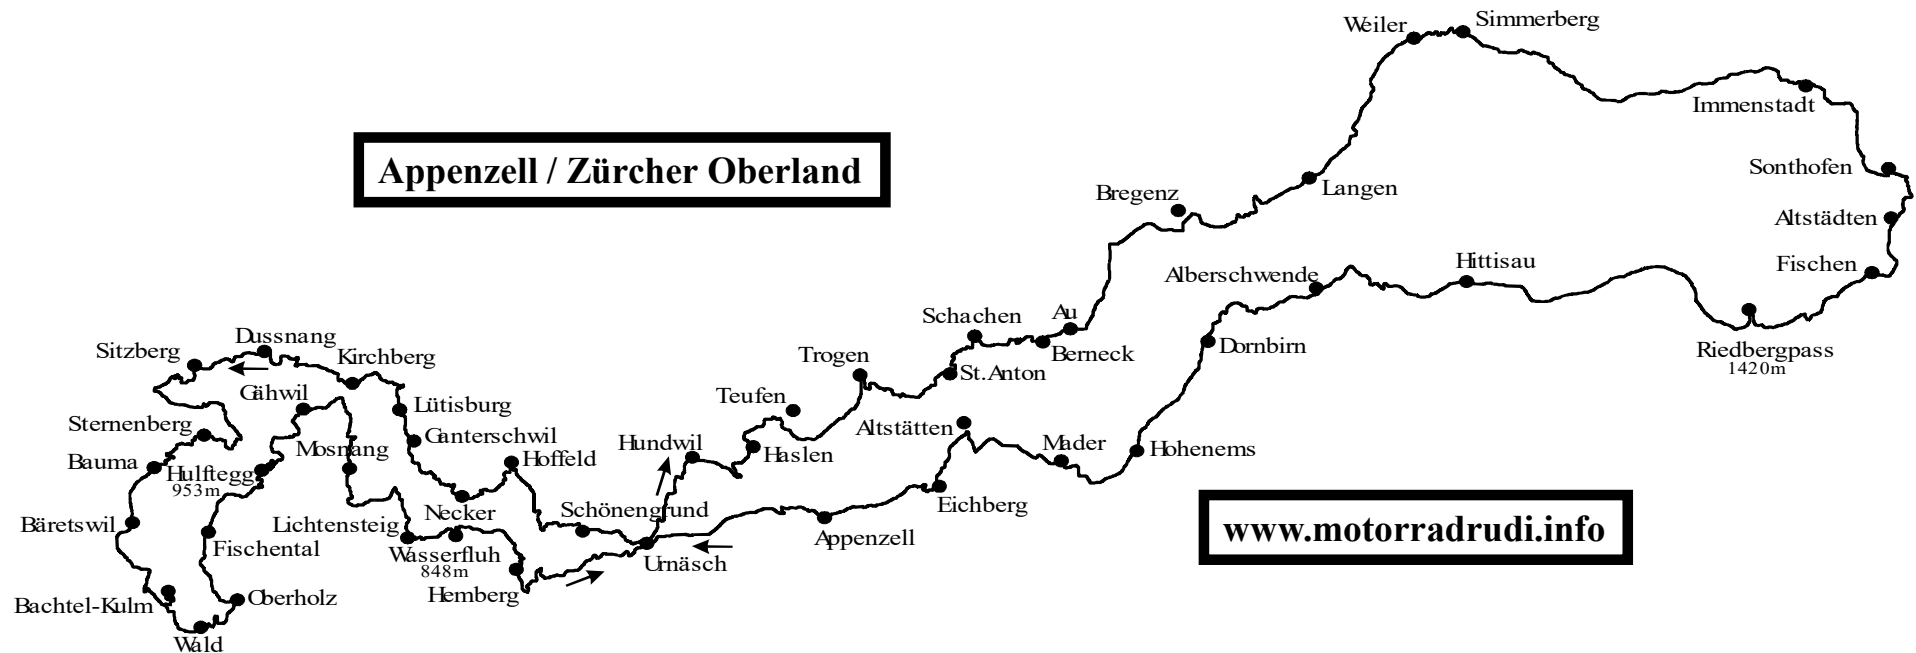 Weiler
Simmerberg
Immenstadt
Appenzell / Zürcher Oberland
Sonthofen
Langen
Bregenz
Altstädten
Hittisau
Fischen
Alberschwende
Schachen
Au
Dussnang
Sitzberg
Kirchberg
Trogen
Berneck
Dornbirn
Riedbergpass
1420m
St.Anton
Gähwil
Teufen
Lütisburg
Sternenberg
Altstätten
Ganterschwil
Hundwil
Mader
Mosnang
Haslen
Hohenems
Bauma
Hulftegg
953m
Hoffeld
Eichberg
Schönengrund
Necker
Bäretswil
Lichtensteig
www.motorradrudi.info
Appenzell
Fischental
Wasserfluh
848m
Urnäsch
Hemberg
Bachtel-Kulm
Oberholz
Wald